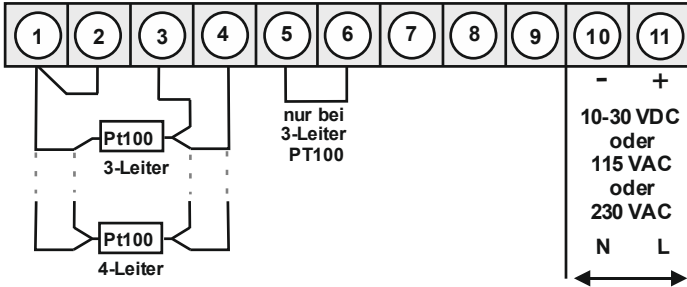 1 2 3 4 5 6 7 8 9 10 11
- +
nur bei
3-Leiter
PT100
Pt100
3-Leiter
Pt100
4-Leiter
10-30 VDC
oder
115 VAC
oder
230 VAC
N L